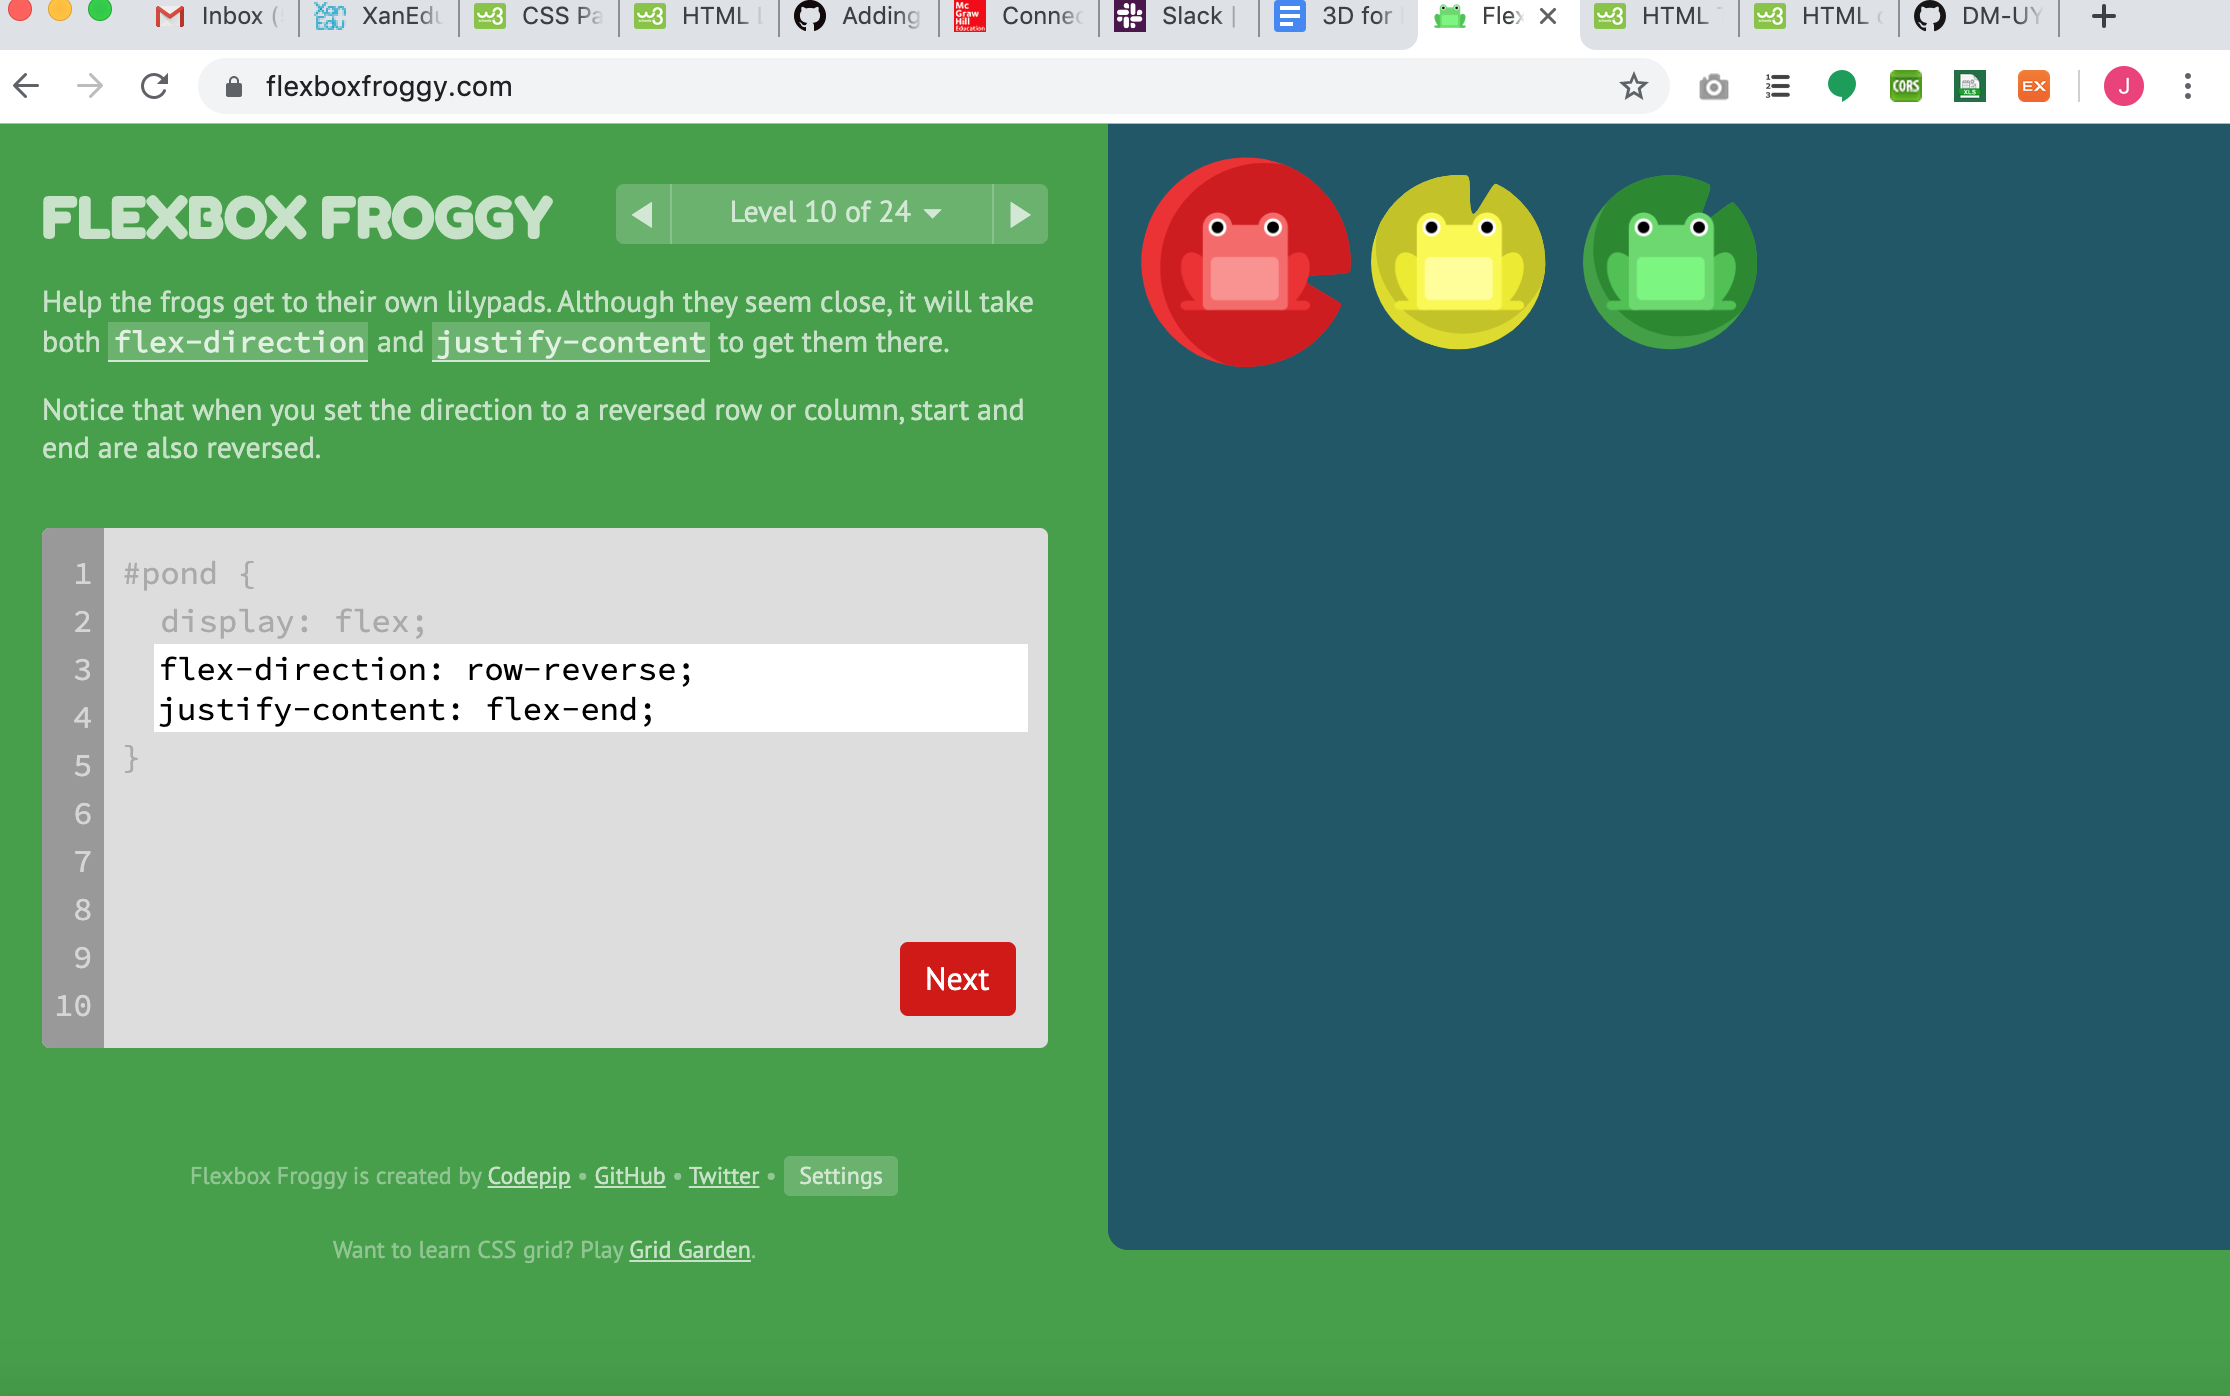 Inbox (
XanEdu
CSS Pa
HTML L
Adding
Connec
Slack |
3D for
Flex
HTML
HTML
DM-UY
flexboxfroggy.com
CORS
XLS
EX
J
FLEXBOX FROGGY
Level 10 of 24
Help the frogs get to their own lilypads. Although they seem close, it will take
both flex-direction and justify-content to get them there.
Notice that when you set the direction to a reversed row or column, start and
end are also reversed.
1 #pond {
2 display: flex;
3 flex-direction: row-reverse;
4 justify-content: flex-end;
5 }
6
7
8
9
10
Next
Flexbox Froggy is created by Codepip • GitHub • Twitter • Settings
Want to learn CSS grid? Play Grid Garden.